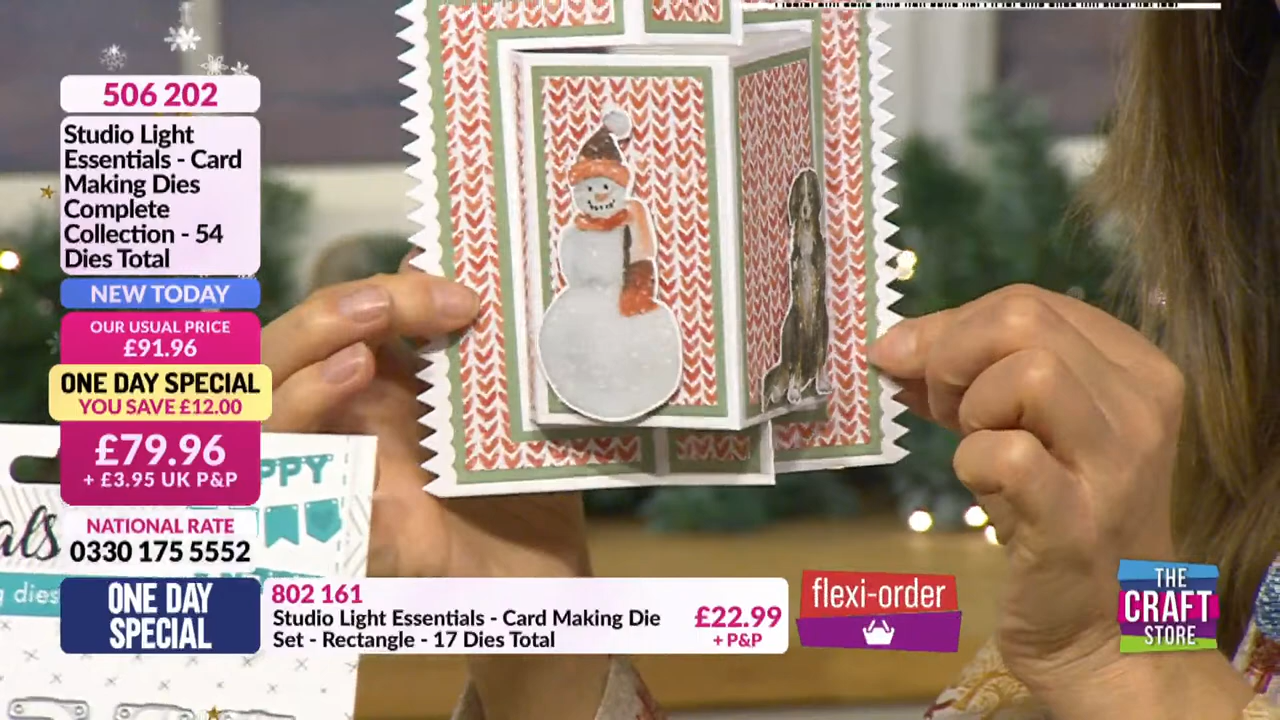 506 202
Studio Light
Essentials - Card
Making Dies
Complete
Collection - 54
Dies Total
NEW TODAY
OUR USUAL PRICE
£91.96
ONE DAY SPECIAL
YOU SAVE £12.00
£79.96
+ £3.95 UK P&P
NATIONAL RATE
0330 175 5552
ONE DAY
SPECIAL
802 161
Studio Light Essentials - Card Making Die
Set - Rectangle - 17 Dies Total
£22.99
+ P&P
flexi-order
THE
CRAFT
STORE
dies